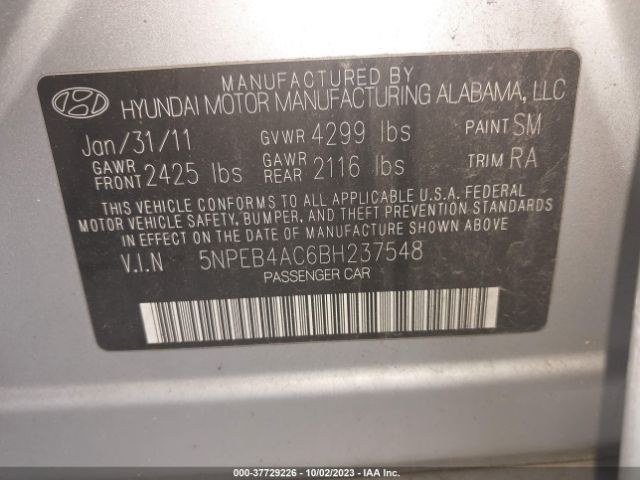 MANUFACTURED BY
HYUNDAI MOTOR MANUFACTURING ALABAMA, LLC
Jan/31/11 GVWR 4299 lbs PAINT SM
GAWR FRONT 2425 lbs GAWR REAR 2116 lbs TRIM RA
THIS VEHICLE CONFORMS TO ALL APPLICABLE U.S.A. FEDERAL
MOTOR VEHICLE SAFETY, BUMPER, AND THEFT PREVENTION STANDARDS
IN EFFECT ON THE DATE OF MANUFACTURE SHOWN ABOVE
V.I.N 5NPEB4AC6BH237548
PASSENGER CAR
000-37729226 - 10/02/2023 - IAA Inc.